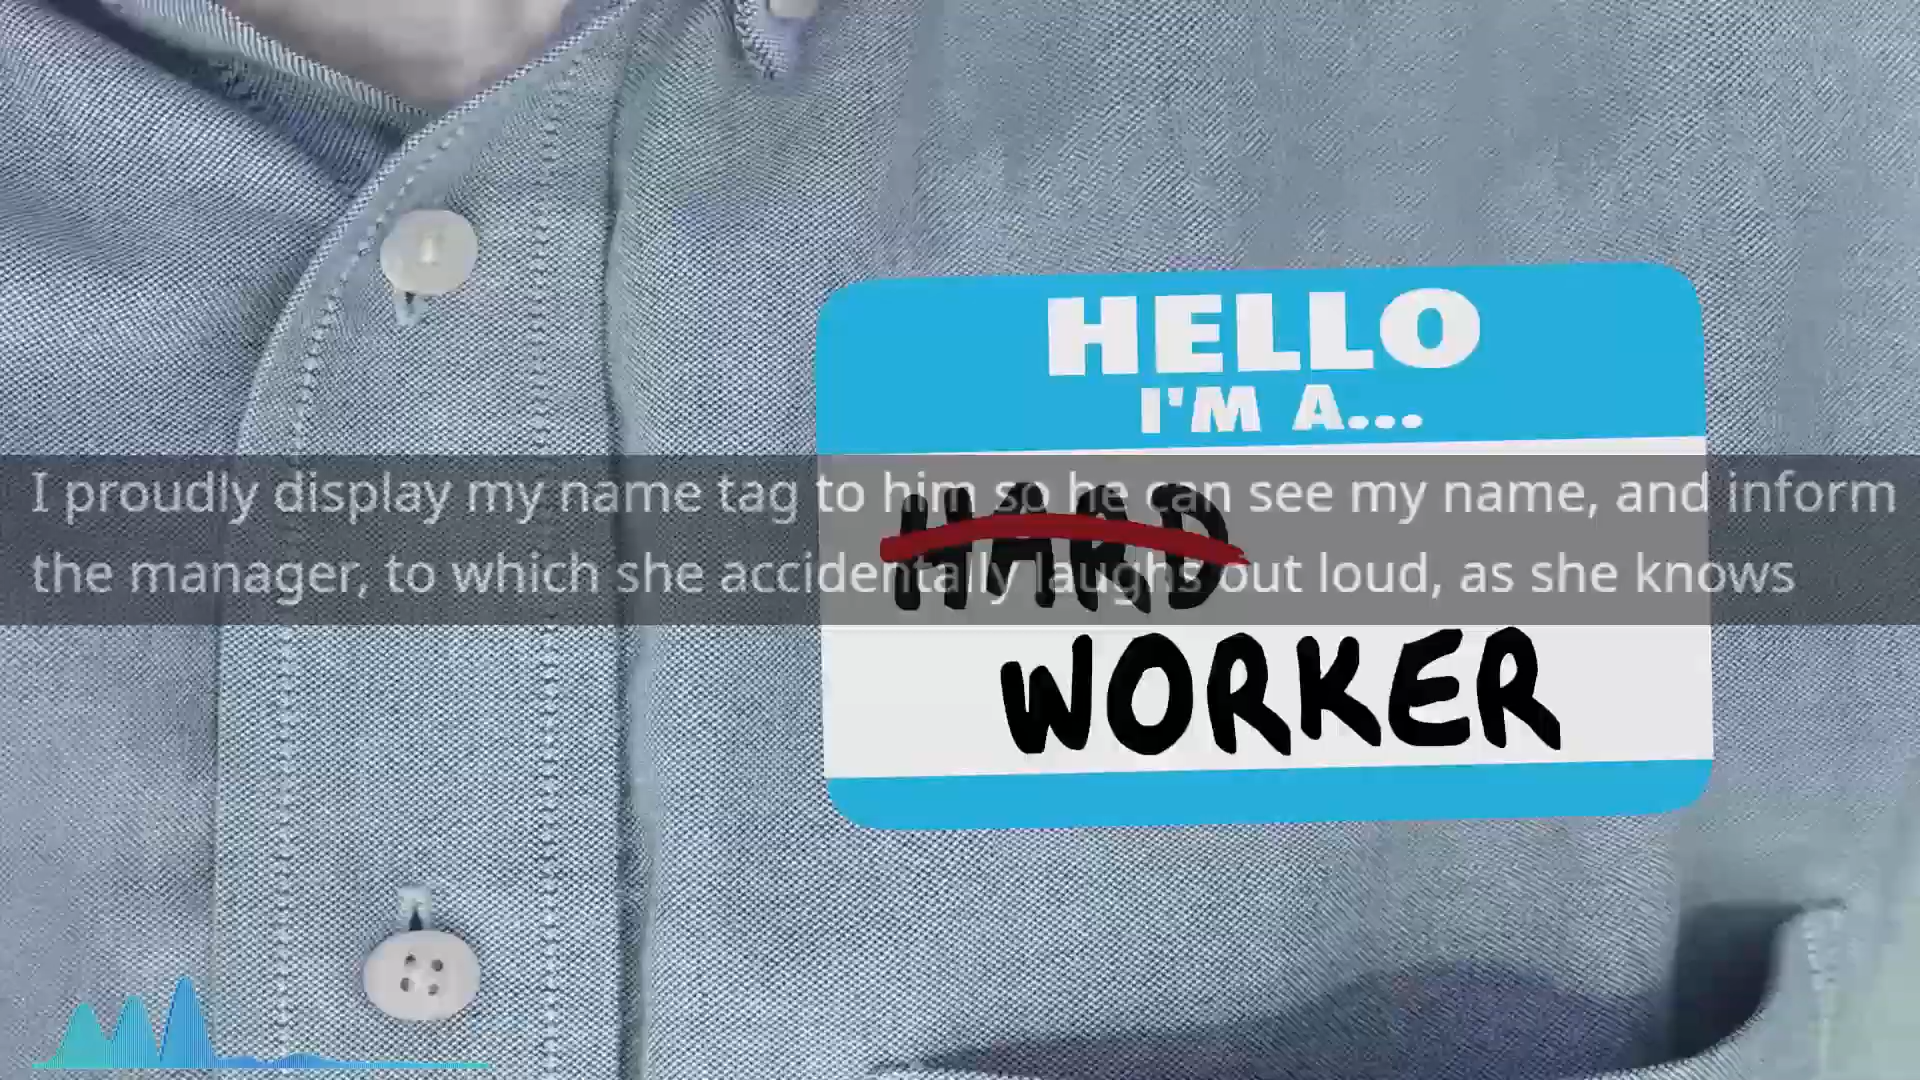 HELLO
I'M A...
I proudly display my name tag to him so he can see my name, and inform
the manager, to which she accidentally laughs out loud, as she knows
HARD
WORKER